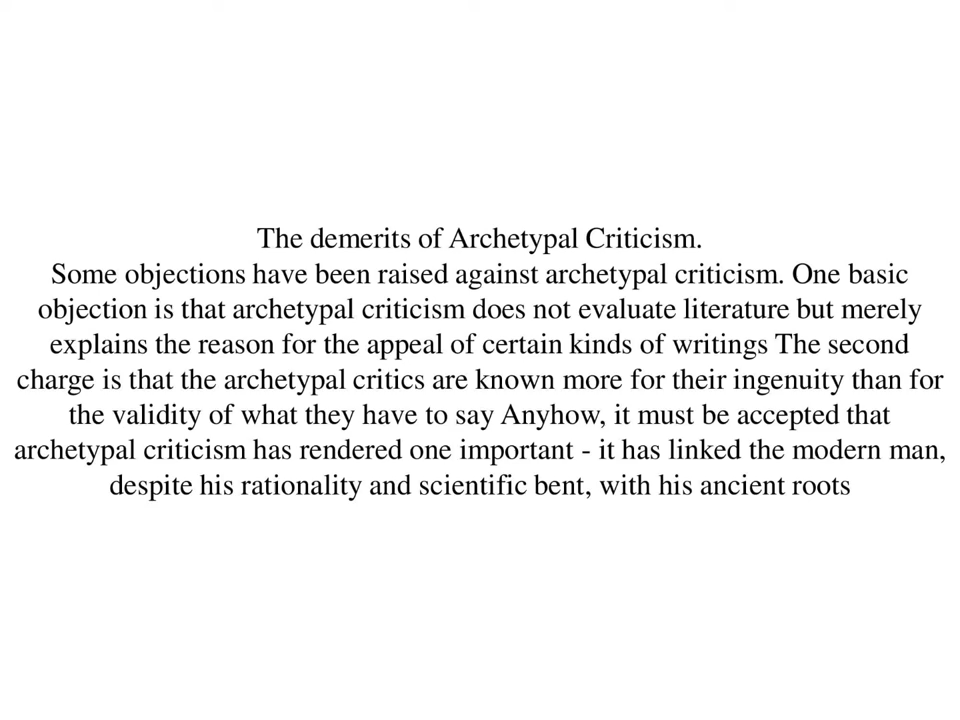 The demerits of Archetypal Criticism.
Some objections have been raised against archetypal criticism. One basic
objection is that archetypal criticism does not evaluate literature but merely
explains the reason for the appeal of certain kinds of writings The second
charge is that the archetypal critics are known more for their ingenuity than for
the validity of what they have to say Anyhow, it must be accepted that
archetypal criticism has rendered one important - it has linked the modern man,
despite his rationality and scientific bent, with his ancient roots